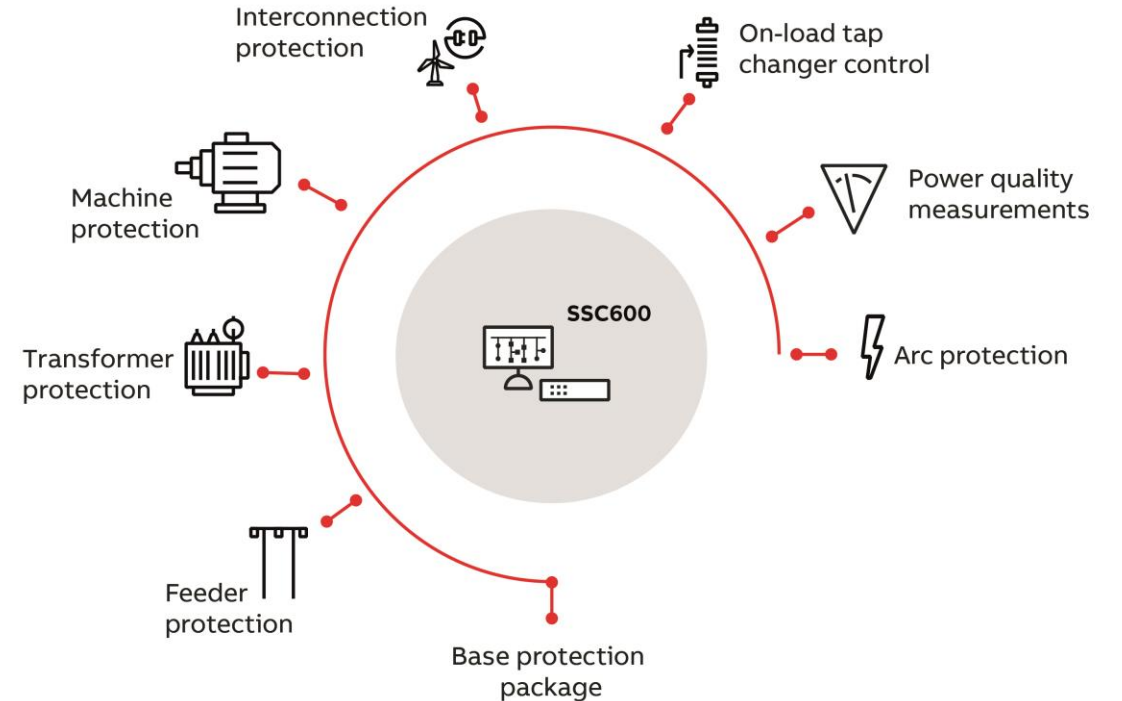 Interconnection
protection
On-load tap
changer control
Machine
protection
Power quality
measurements
SSC600
Transformer
protection
Arc protection
Feeder
protection
Base protection
package